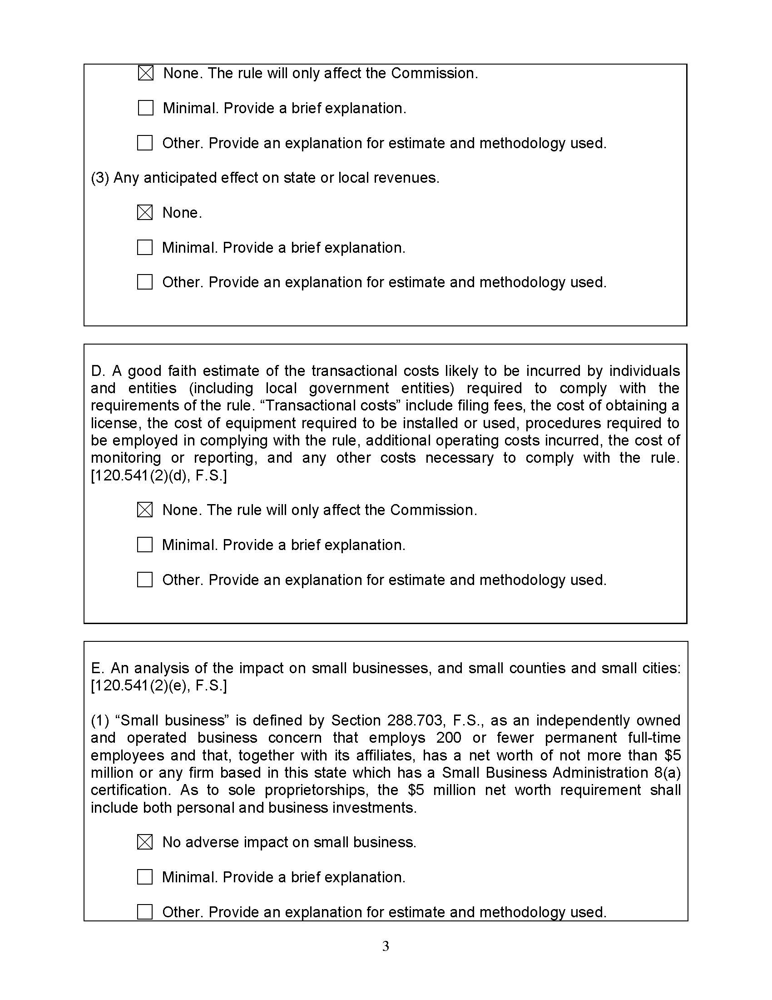 None. The rule will only affect the Commission.
Minimal. Provide a brief explanation.
Other. Provide an explanation for estimate and methodology used.
(3) Any anticipated effect on state or local revenues.
None.
Minimal. Provide a brief explanation.
Other. Provide an explanation for estimate and methodology used.
D. A good faith estimate of the transactional costs likely to be incurred by individuals
and entities (including local government entities) required to comply with the
requirements of the rule. “Transactional costs” include filing fees, the cost of obtaining a
license, the cost of equipment required to be installed or used, procedures required to
be employed in complying with the rule, additional operating costs incurred, the cost of
monitoring or reporting, and any other costs necessary to comply with the rule.
[120.541(2)(d), F.S.]
None. The rule will only affect the Commission.
Minimal. Provide a brief explanation.
Other. Provide an explanation for estimate and methodology used.
E. An analysis of the impact on small businesses, and small counties and small cities:
[120.541(2)(e), F.S.]
(1) “Small business” is defined by Section 288.703, F.S., as an independently owned
and operated business concern that employs 200 or fewer permanent full-time
employees and that, together with its affiliates, has a net worth of not more than $5
million or any firm based in this state which has a Small Business Administration 8(a)
certification. As to sole proprietorships, the $5 million net worth requirement shall
include both personal and business investments.
No adverse impact on small business.
Minimal. Provide a brief explanation.
Other. Provide an explanation for estimate and methodology used.
3